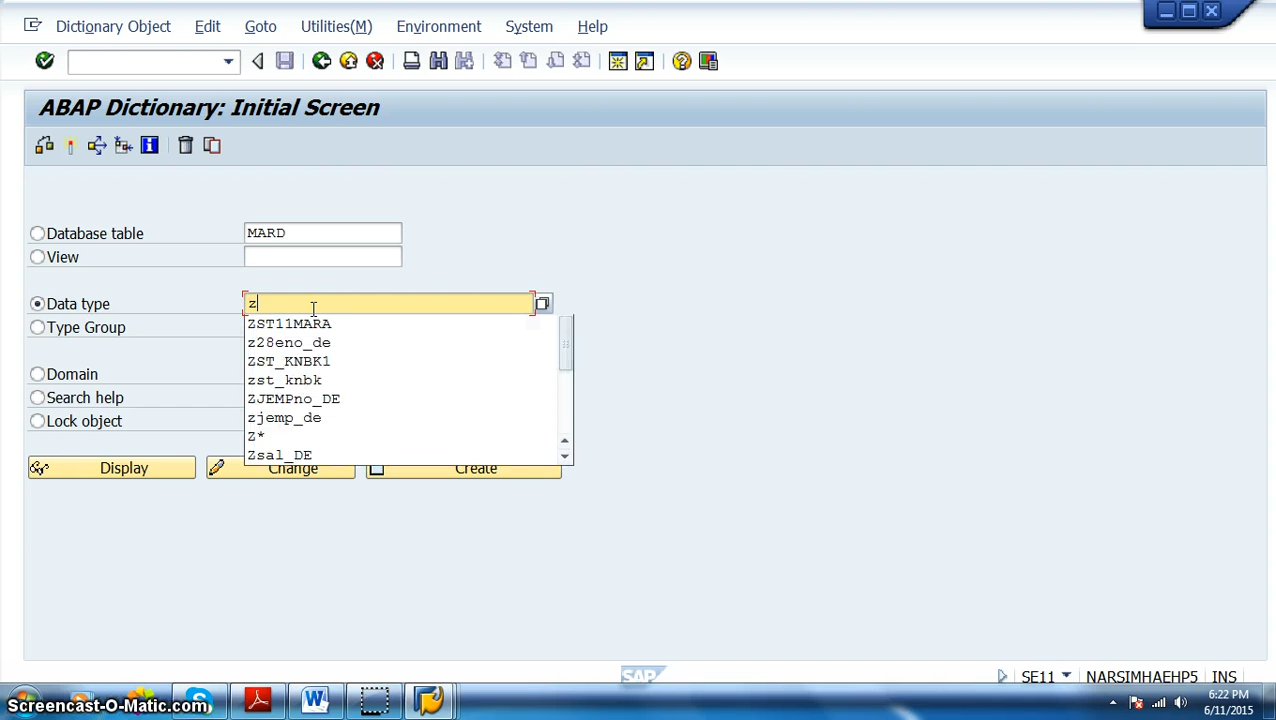 Dictionary Object Edit Goto Utilities(M) Environment System Help
ABAP Dictionary: Initial Screen
Database table MARD
View
Data type z
ZST11MARA
Type Group
z28eno_de
ZST_KNBK1
Domain
zst_knbk
Search help
ZJEMPno_DE
Lock object
zjemp_de
Z*
Zsal_DE
Display Change Create
SAP
SE11 NARSIMHAEHP5 INS
6:22 PM
6/11/2015
Screencast-O-Matic.com